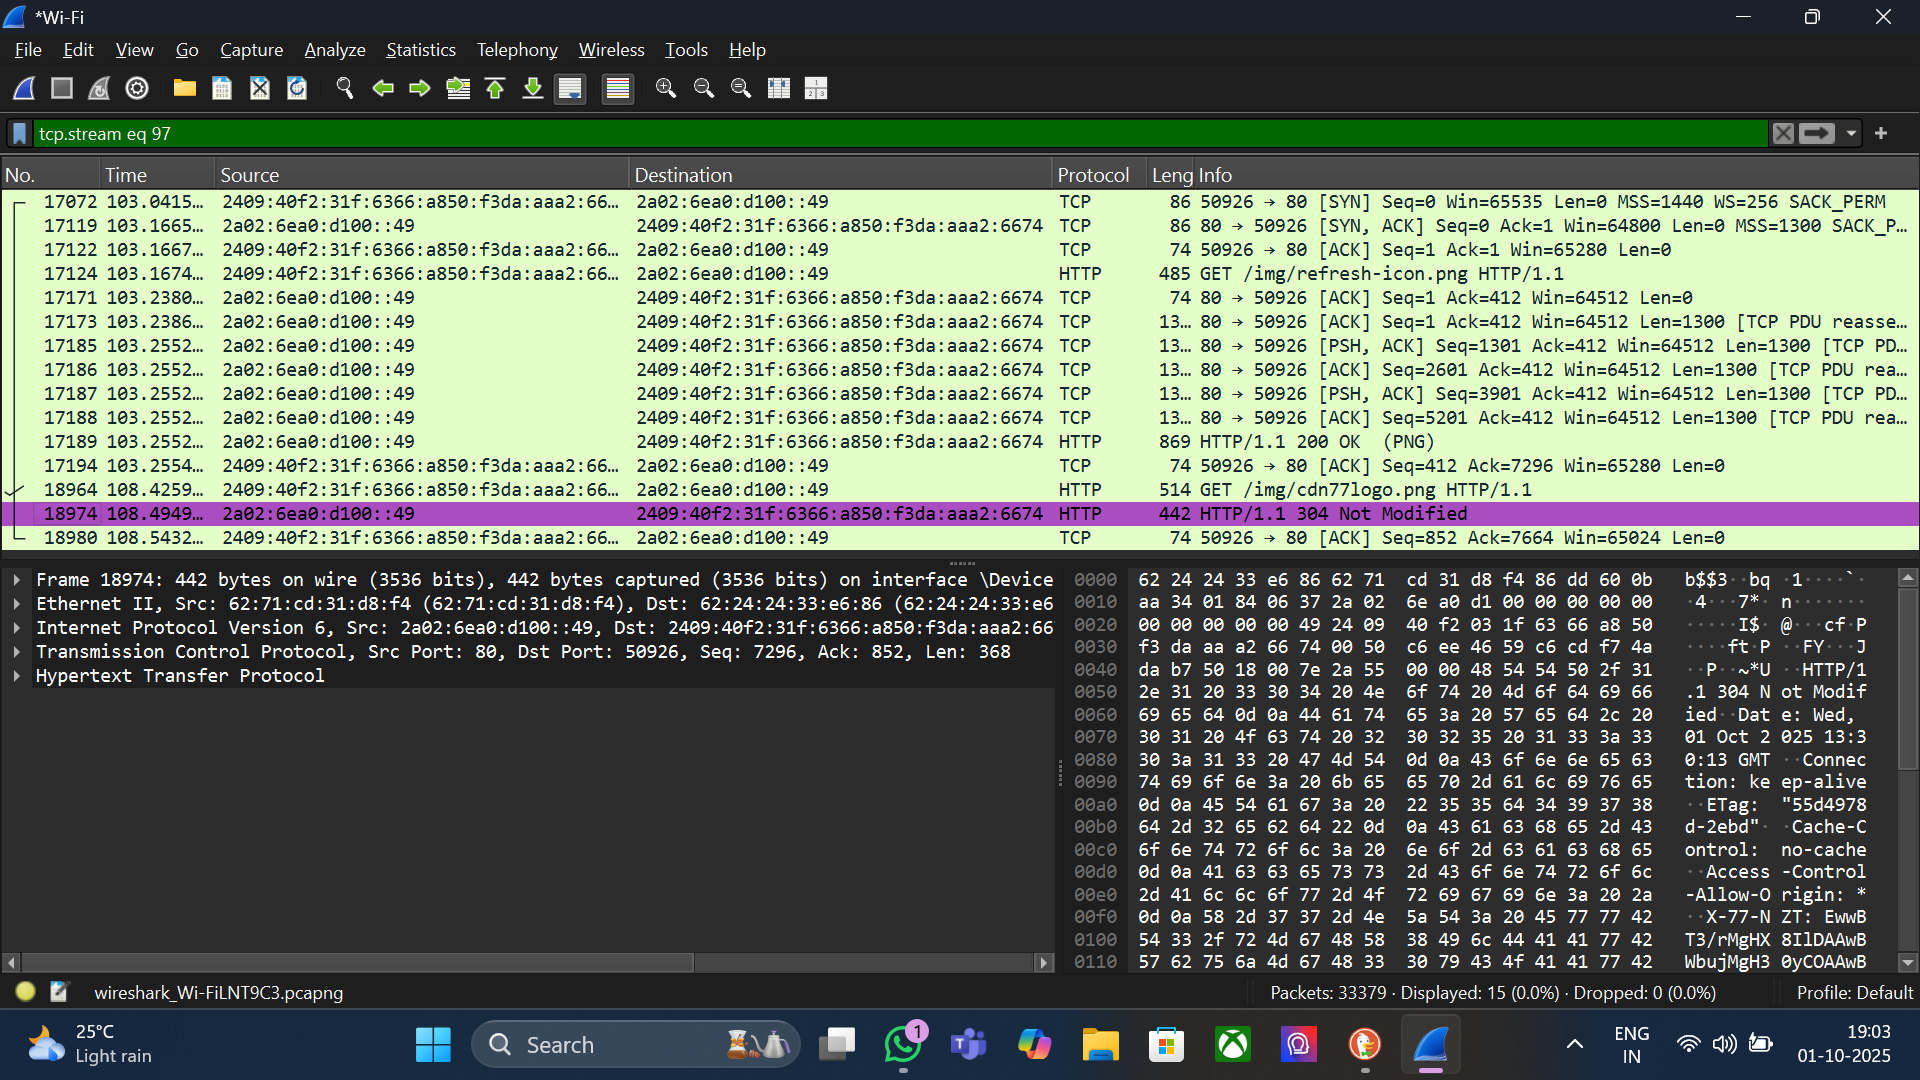 *Wi-Fi
File Edit View Go Capture Analyze Statistics Telephony Wireless Tools Help
tcp.stream eq 97
No. Time Source Destination Protocol Leng Info
17072 103.0415… 2409:40f2:31f:6366:a850:f3da:aaa2:66… 2a02:6ea0:d100::49 TCP 86 50926 → 80 [SYN] Seq=0 Win=65535 Len=0 MSS=1440 WS=256 SACK_PERM
17119 103.1665… 2a02:6ea0:d100::49 2409:40f2:31f:6366:a850:f3da:aaa2:6674 TCP 86 80 → 50926 [SYN, ACK] Seq=0 Ack=1 Win=64800 Len=0 MSS=1300 SACK_P…
17122 103.1667… 2409:40f2:31f:6366:a850:f3da:aaa2:66… 2a02:6ea0:d100::49 TCP 74 50926 → 80 [ACK] Seq=1 Ack=1 Win=65280 Len=0
17124 103.1674… 2409:40f2:31f:6366:a850:f3da:aaa2:66… 2a02:6ea0:d100::49 HTTP 485 GET /img/refresh-icon.png HTTP/1.1
17171 103.2380… 2a02:6ea0:d100::49 2409:40f2:31f:6366:a850:f3da:aaa2:6674 TCP 74 80 → 50926 [ACK] Seq=1 Ack=412 Win=64512 Len=0
17173 103.2386… 2a02:6ea0:d100::49 2409:40f2:31f:6366:a850:f3da:aaa2:6674 TCP 13… 80 → 50926 [ACK] Seq=1 Ack=412 Win=64512 Len=1300 [TCP PDU reasse…
17185 103.2552… 2a02:6ea0:d100::49 2409:40f2:31f:6366:a850:f3da:aaa2:6674 TCP 13… 80 → 50926 [PSH, ACK] Seq=1301 Ack=412 Win=64512 Len=1300 [TCP PD…
17186 103.2552… 2a02:6ea0:d100::49 2409:40f2:31f:6366:a850:f3da:aaa2:6674 TCP 13… 80 → 50926 [ACK] Seq=2601 Ack=412 Win=64512 Len=1300 [TCP PDU rea…
17187 103.2552… 2a02:6ea0:d100::49 2409:40f2:31f:6366:a850:f3da:aaa2:6674 TCP 13… 80 → 50926 [PSH, ACK] Seq=3901 Ack=412 Win=64512 Len=1300 [TCP PD…
17188 103.2552… 2a02:6ea0:d100::49 2409:40f2:31f:6366:a850:f3da:aaa2:6674 TCP 13… 80 → 50926 [ACK] Seq=5201 Ack=412 Win=64512 Len=1300 [TCP PDU rea…
17189 103.2552… 2a02:6ea0:d100::49 2409:40f2:31f:6366:a850:f3da:aaa2:6674 HTTP 869 HTTP/1.1 200 OK (PNG)
17194 103.2554… 2409:40f2:31f:6366:a850:f3da:aaa2:66… 2a02:6ea0:d100::49 TCP 74 50926 → 80 [ACK] Seq=412 Ack=7296 Win=65280 Len=0
18964 108.4259… 2409:40f2:31f:6366:a850:f3da:aaa2:66… 2a02:6ea0:d100::49 HTTP 514 GET /img/cdn77logo.png HTTP/1.1
18974 108.4949… 2a02:6ea0:d100::49 2409:40f2:31f:6366:a850:f3da:aaa2:6674 HTTP 442 HTTP/1.1 304 Not Modified
18980 108.5432… 2409:40f2:31f:6366:a850:f3da:aaa2:66… 2a02:6ea0:d100::49 TCP 74 50926 → 80 [ACK] Seq=852 Ack=7664 Win=65024 Len=0
Frame 18974: 442 bytes on wire (3536 bits), 442 bytes captured (3536 bits) on interface \Device
Ethernet II, Src: 62:71:cd:31:d8:f4 (62:71:cd:31:d8:f4), Dst: 62:24:24:33:e6:86 (62:24:24:33:e6
Internet Protocol Version 6, Src: 2a02:6ea0:d100::49, Dst: 2409:40f2:31f:6366:a850:f3da:aaa2:66
Transmission Control Protocol, Src Port: 80, Dst Port: 50926, Seq: 7296, Ack: 852, Len: 368
Hypertext Transfer Protocol
0000 62 24 24 33 e6 86 62 71 cd 31 d8 f4 86 dd 60 0b b$$3··bq ·1····`·
0010 aa 34 01 84 06 37 2a 02 6e a0 d1 00 00 00 00 00 ·4···7*· n·······
0020 00 00 00 00 00 49 24 09 40 f2 03 1f 63 66 a8 50 ·····I$· @···cf·P
0030 f3 da aa a2 66 74 00 50 c6 ee 46 59 c6 cd f7 4a ····ft·P ··FY···J
0040 da b7 50 18 00 7e 2a 55 00 00 48 54 54 50 2f 31 ··P··~*U ··HTTP/1
0050 2e 31 20 33 30 34 20 4e 6f 74 20 4d 6f 64 69 66 .1 304 N ot Modif
0060 69 65 64 0d 0a 44 61 74 65 3a 20 57 65 64 2c 20 ied··Dat e: Wed,
0070 30 31 20 4f 63 74 20 32 30 32 35 20 31 33 3a 33 01 Oct 2 025 13:3
0080 30 3a 31 33 20 47 4d 54 0d 0a 43 6f 6e 6e 65 63 0:13 GMT ··Connec
0090 74 69 6f 6e 3a 20 6b 65 65 70 2d 61 6c 69 76 65 tion: ke ep-alive
00a0 0d 0a 45 54 61 67 3a 20 22 35 35 64 34 39 37 38 ··ETag: "55d4978
00b0 64 2d 32 65 62 64 22 0d 0a 43 61 63 68 65 2d 43 d-2ebd"· ·Cache-C
00c0 6f 6e 74 72 6f 6c 3a 20 6e 6f 2d 63 61 63 68 65 ontrol: no-cache
00d0 0d 0a 41 63 63 65 73 73 2d 43 6f 6e 74 72 6f 6c ··Access -Control
00e0 2d 41 6c 6c 6f 77 2d 4f 72 69 67 69 6e 3a 20 2a -Allow-O rigin: *
00f0 0d 0a 58 2d 37 37 2d 4e 5a 54 3a 20 45 77 77 42 ··X-77-N ZT: EwwB
0100 54 33 2f 72 4d 67 48 58 38 49 6c 44 41 41 77 42 T3/rMgHX 8IlDAAwB
0110 57 62 75 6a 4d 67 48 33 30 79 43 4f 41 41 77 42 WbujMgH3 0yCOAAwB
wireshark_Wi-FiLNT9C3.pcapng Packets: 33379 · Displayed: 15 (0.0%) · Dropped: 0 (0.0%) Profile: Default
25°C
Light rain
Search
1
ENG
IN
19:03
01-10-2025